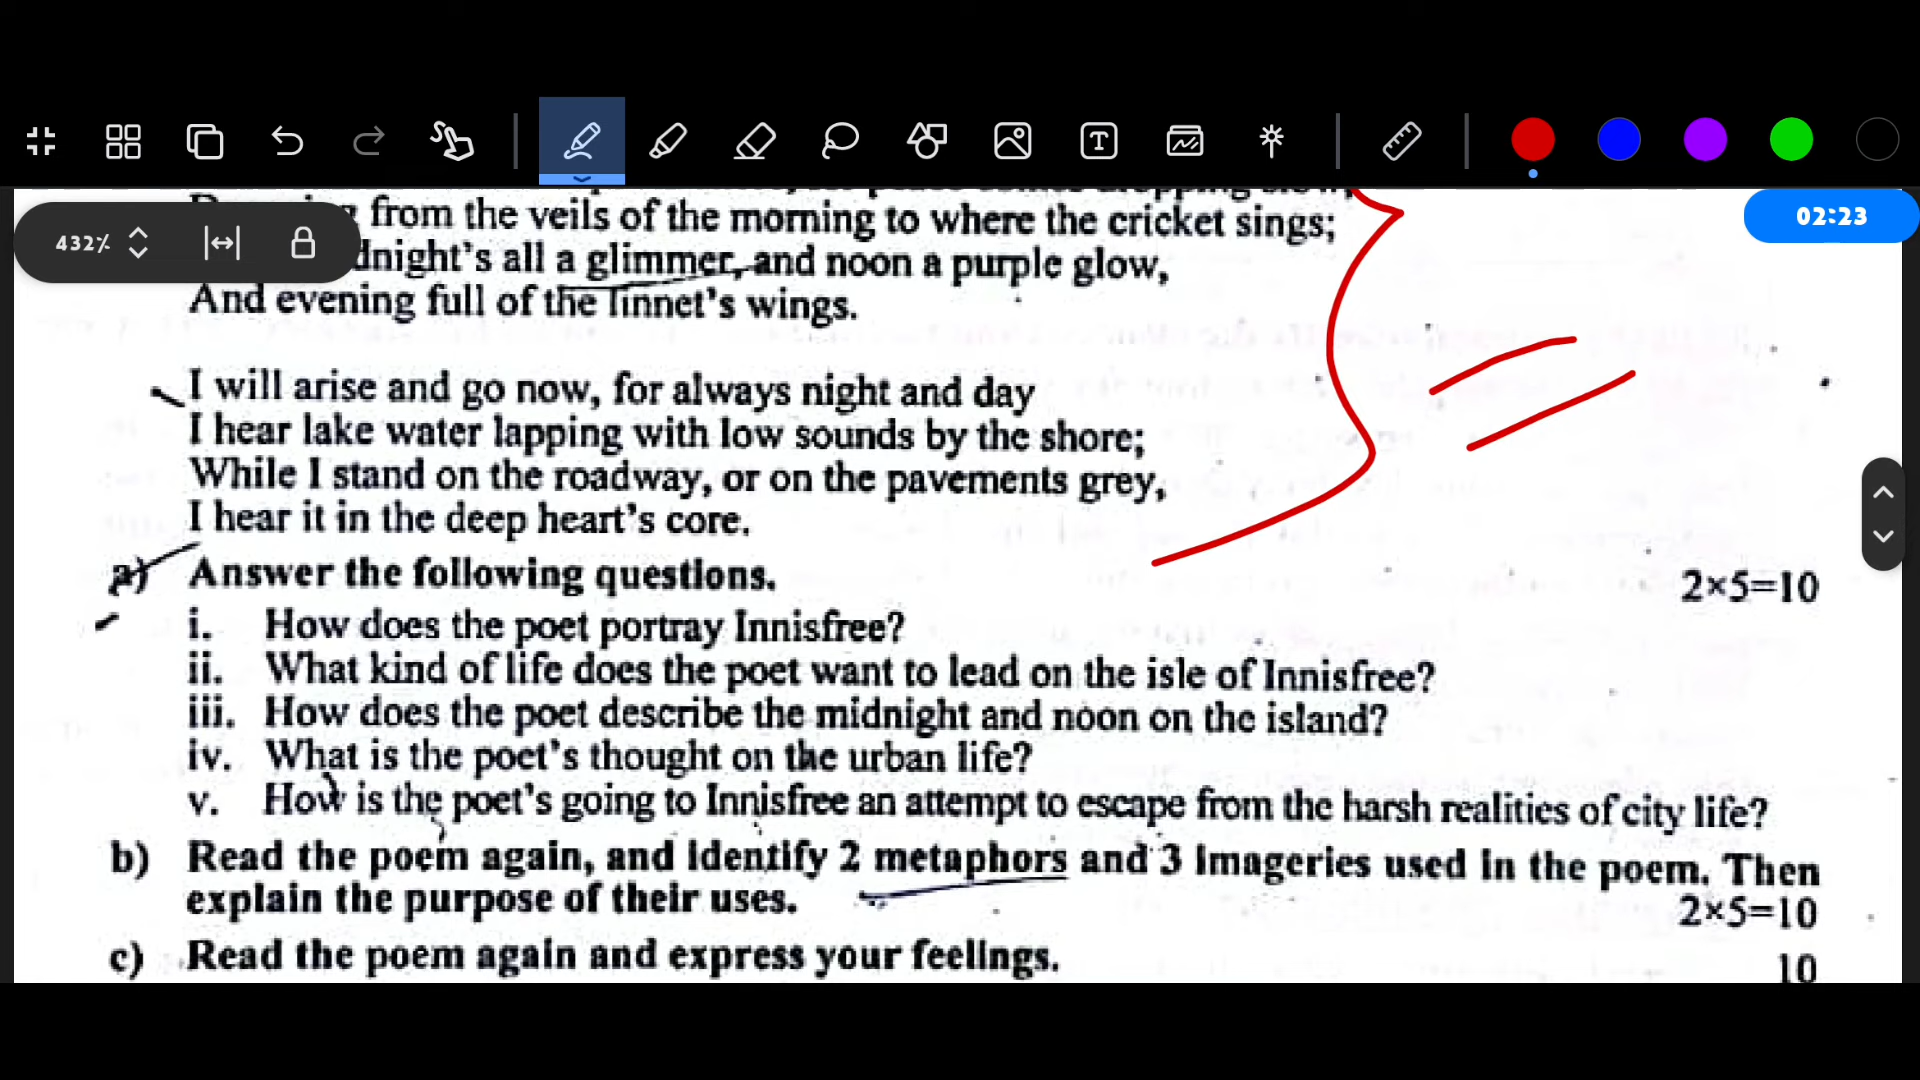 dropping slow,
from the veils of the morning to where the cricket sings;
dnight's all a glimmer, and noon a purple glow,
And evening full of the linnet's wings.
I will arise and go now, for always night and day
I hear lake water lapping with low sounds by the shore;
While I stand on the roadway, or on the pavements grey,
I hear it in the deep heart's core.
a) Answer the following questions. 2×5=10
i. How does the poet portray Innisfree?
ii. What kind of life does the poet want to lead on the isle of Innisfree?
iii. How does the poet describe the midnight and noon on the island?
iv. What is the poet's thought on the urban life?
v. How is the poet's going to Innisfree an attempt to escape from the harsh realities of city life?
b) Read the poem again, and identify 2 metaphors and 3 imageries used in the poem. Then
explain the purpose of their uses. 2×5=10
c) Read the poem again and express your feelings. 10
432%
02:23